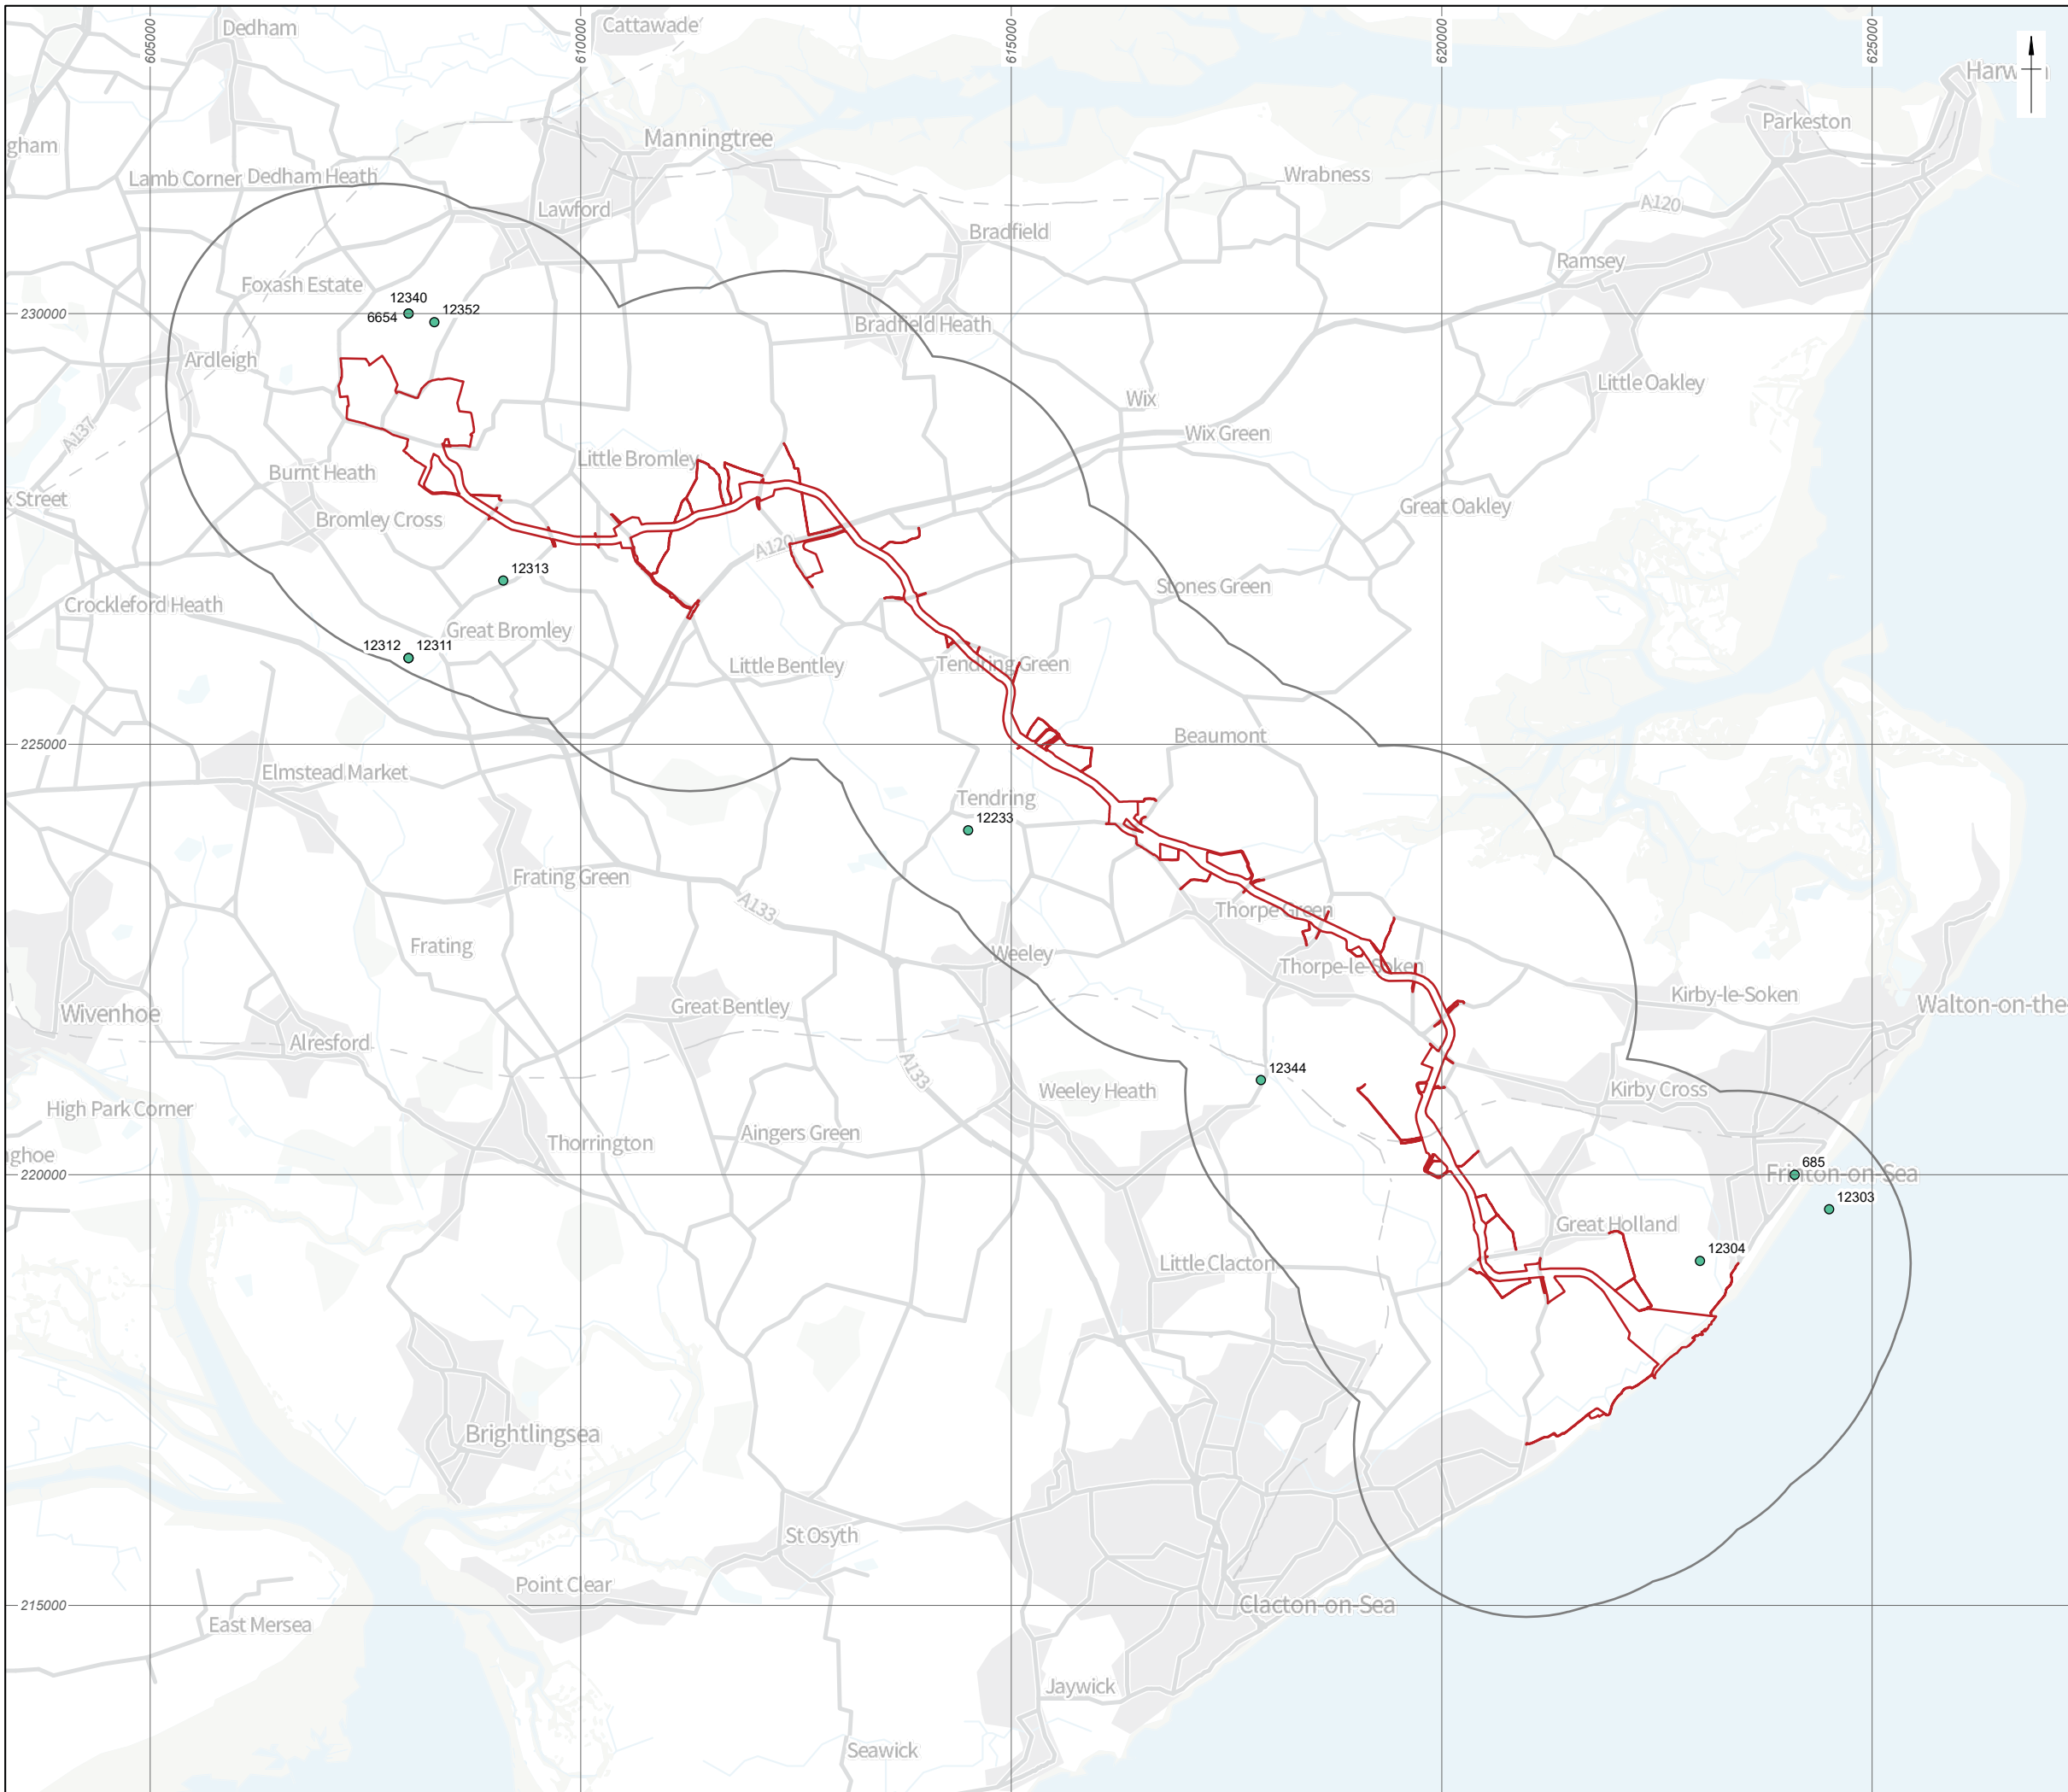 605000
610000
615000
620000
625000
Dedham
Cattawade
Harw
Manningtree
Parkeston
gham
Lamb Corner
Dedham Heath
Wrabness
A120
Lawford
Bradfield
Ramsey
Foxash Estate
12340
12352
6654
230000
Bradfield Heath
Ardleigh
Little Oakley
Wix
A137
Wix Green
Little Bromley
Burnt Heath
x Street
Great Oakley
Bromley Cross
A120
12313
Stones Green
Crockleford Heath
Great Bromley
12312
12311
Little Bentley
Tendring Green
Beaumont
225000
Elmstead Market
Tendring
12233
Frating Green
A133
Thorpe Green
Frating
Weeley
Thorpe-le-Soken
Kirby-le-Soken
Great Bentley
Wivenhoe
Walton-on-the-
Alresford
12344
A133
Weeley Heath
Kirby Cross
High Park Corner
Aingers Green
Thorrington
nghoe
685
220000
Frinton-on-Sea
12303
Great Holland
12304
Little Clacton
Brightlingsea
St Osyth
Point Clear
215000
Clacton-on-Sea
East Mersea
Jaywick
Seawick